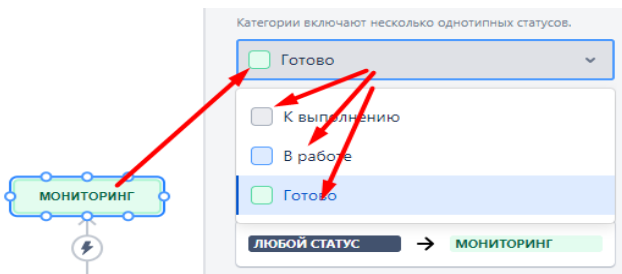 Категории включают несколько однотипных статусов.
Готово
К выполнению
В работе
Готово
МОНИТОРИНГ
ЛЮБОЙ СТАТУС → МОНИТОРИНГ